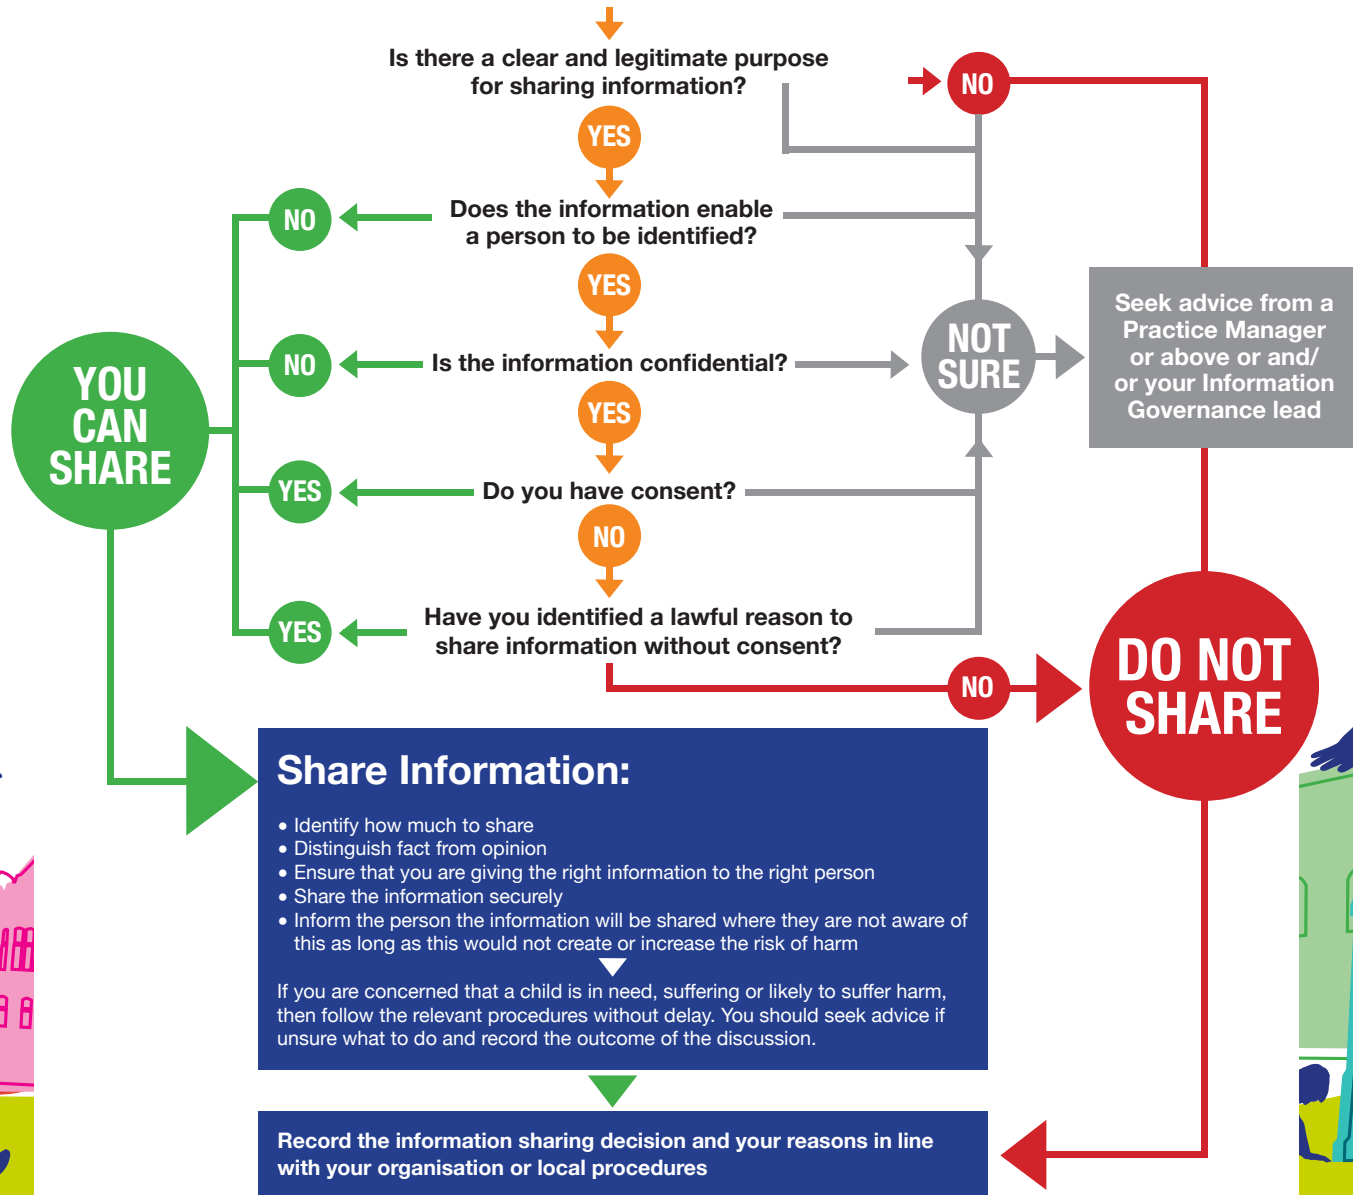 Is there a clear and legitimate purpose
for sharing information?
NO
YES
Does the information enable
a person to be identified?
NO
YES
Seek advice from a
Practice Manager
or above or and/
or your Information
Governance lead
NOT
SURE
Is the information confidential?
NO
YOU
CAN
SHARE
YES
Do you have consent?
YES
NO
Have you identified a lawful reason to
share information without consent?
YES
NO
DO NOT
SHARE
Share Information:
• Identify how much to share
• Distinguish fact from opinion
• Ensure that you are giving the right information to the right person
• Share the information securely
• Inform the person the information will be shared where they are not aware of
this as long as this would not create or increase the risk of harm
If you are concerned that a child is in need, suffering or likely to suffer harm,
then follow the relevant procedures without delay. You should seek advice if
unsure what to do and record the outcome of the discussion.
Record the information sharing decision and your reasons in line
with your organisation or local procedures